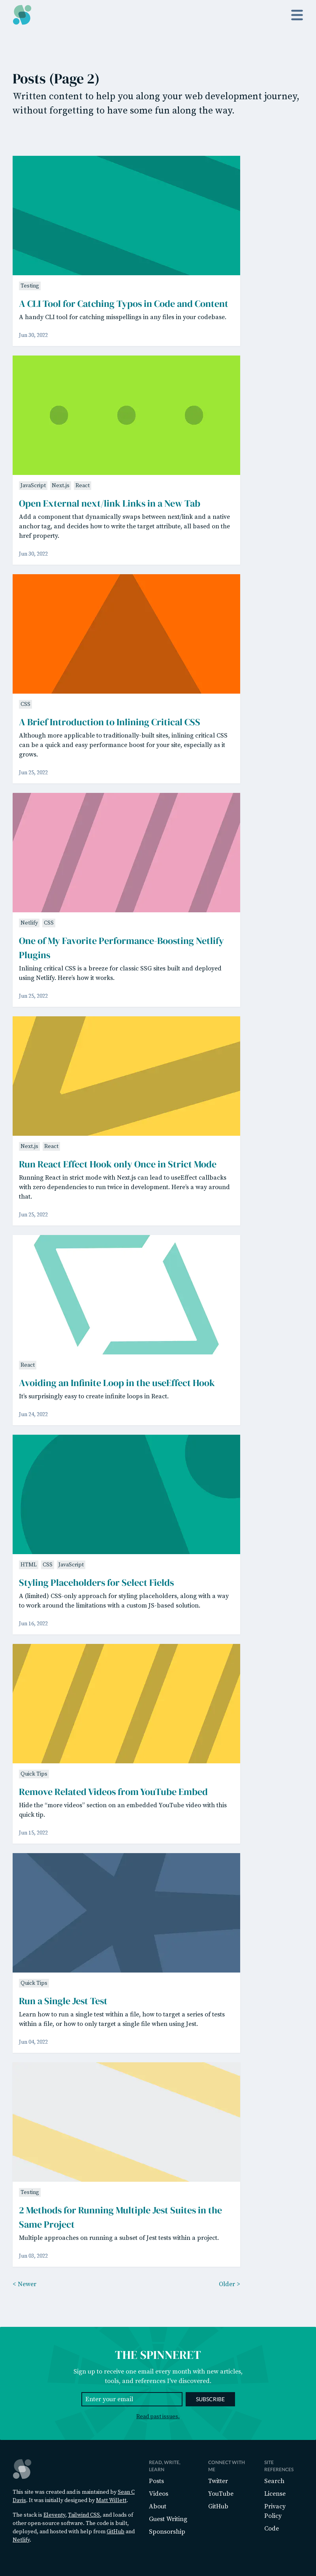 Posts (Page 2)
Written content to help you along your web development journey,
without forgetting to have some fun along the way.
Testing
A CLI Tool for Catching Typos in Code and Content
A handy CLI tool for catching misspellings in any files in your codebase.
Jun 30, 2022
JavaScript Next.js React
Open External next/link Links in a New Tab
Add a component that dynamically swaps between next/link and a native
anchor tag, and decides how to write the target attribute, all based on the
href property.
Jun 30, 2022
CSS
A Brief Introduction to Inlining Critical CSS
Although more applicable to traditionally-built sites, inlining critical CSS
can be a quick and easy performance boost for your site, especially as it
grows.
Jun 25, 2022
Netlify CSS
One of My Favorite Performance-Boosting Netlify
Plugins
Inlining critical CSS is a breeze for classic SSG sites built and deployed
using Netlify. Here's how it works.
Jun 25, 2022
Next.js React
Run React Effect Hook only Once in Strict Mode
Running React in strict mode with Next.js can lead to useEffect callbacks
with zero dependencies to run twice in development. Here's a way around
that.
Jun 25, 2022
React
Avoiding an Infinite Loop in the useEffect Hook
It's surprisingly easy to create infinite loops in React.
Jun 24, 2022
HTML CSS JavaScript
Styling Placeholders for Select Fields
A (limited) CSS-only approach for styling placeholders, along with a way
to work around the limitations with a custom JS-based solution.
Jun 16, 2022
Quick Tips
Remove Related Videos from YouTube Embed
Hide the “more videos” section on an embedded YouTube video with this
quick tip.
Jun 15, 2022
Quick Tips
Run a Single Jest Test
Learn how to run a single test within a file, how to target a series of tests
within a file, or how to only target a single file when using Jest.
Jun 04, 2022
Testing
2 Methods for Running Multiple Jest Suites in the
Same Project
Multiple approaches on running a subset of Jest tests within a project.
Jun 03, 2022
< Newer
Older >
THE SPINNERET
Sign up to receive one email every month with new articles,
tools, and references I've discovered.
Enter your email
SUBSCRIBE
Read past issues.
This site was created and is maintained by Sean C
Davis. It was initially designed by Matt Willett.
The stack is Eleventy, Tailwind CSS, and loads of
other open-source software. The code is built,
deployed, and hosted with help from GitHub and
Netlify.
READ, WRITE,
LEARN
Posts
Videos
About
Guest Writing
Sponsorship
CONNECT WITH
ME
Twitter
YouTube
GitHub
SITE
REFERENCES
Search
License
Privacy
Policy
Code